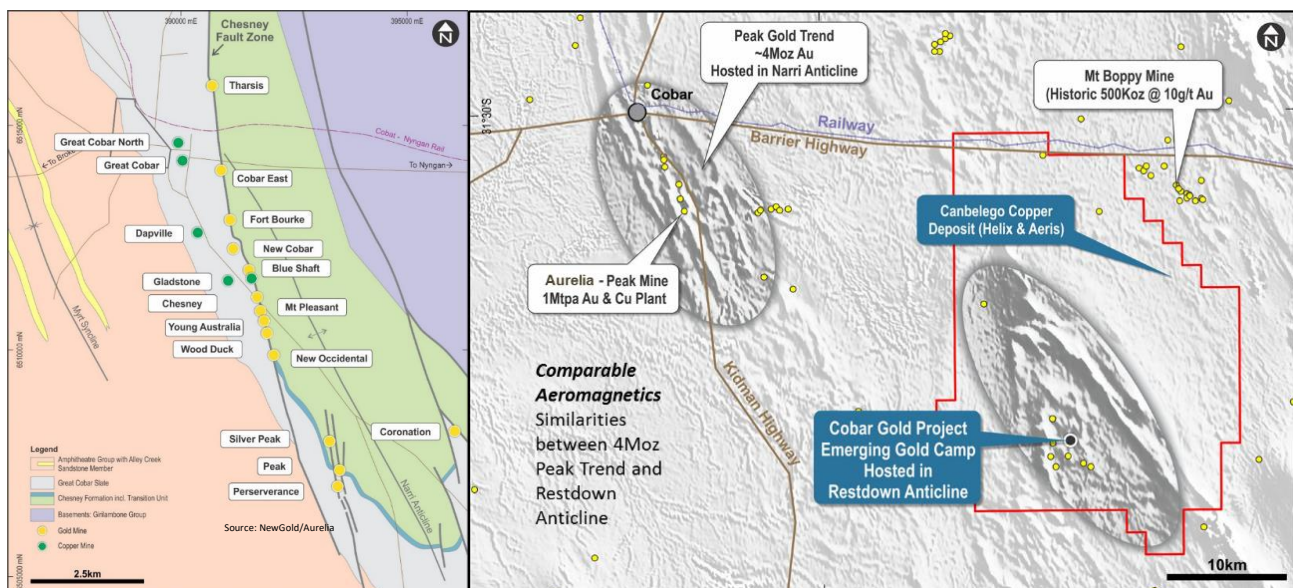 390000 mE
395000 mE
Chesney
Fault Zone
N
Tharsis
6515000 mN
Great Cobar North
Great Cobar
Cobar - Nyngan Rail
To Nyngan
Cobar East
Fort Bourke
Dapville
New Cobar
Blue Shaft
Gladstone
Chesney
Mt Pleasant
Young Australia
Wood Duck
New Occidental
Myrt Syncline
6510000 mN
Silver Peak
Coronation
Peak
Perserverance
Narri Anticline
Source: NewGold/Aurelia
Legend
Amphitheatre Group with Alley Creek
Sandstone Member
Great Cobar Slate
Chesney Formation incl. Transition Unit
Basements: Girilambone Group
Gold Mine
Copper Mine
2.5km
6505000 mN
Peak Gold Trend
~4Moz Au
Hosted in Narri Anticline
N
Mt Boppy Mine
(Historic 500Koz @ 10g/t Au
31°30'S
Cobar
Railway
Barrier Highway
Canbelego Copper
Deposit (Helix & Aeris)
Aurelia - Peak Mine
1Mtpa Au & Cu Plant
Kidman Highway
Comparable
Aeromagnetics
Similarities
between 4Moz
Peak Trend and
Restdown
Anticline
Cobar Gold Project
Emerging Gold Camp
Hosted in
Restdown Anticline
10km